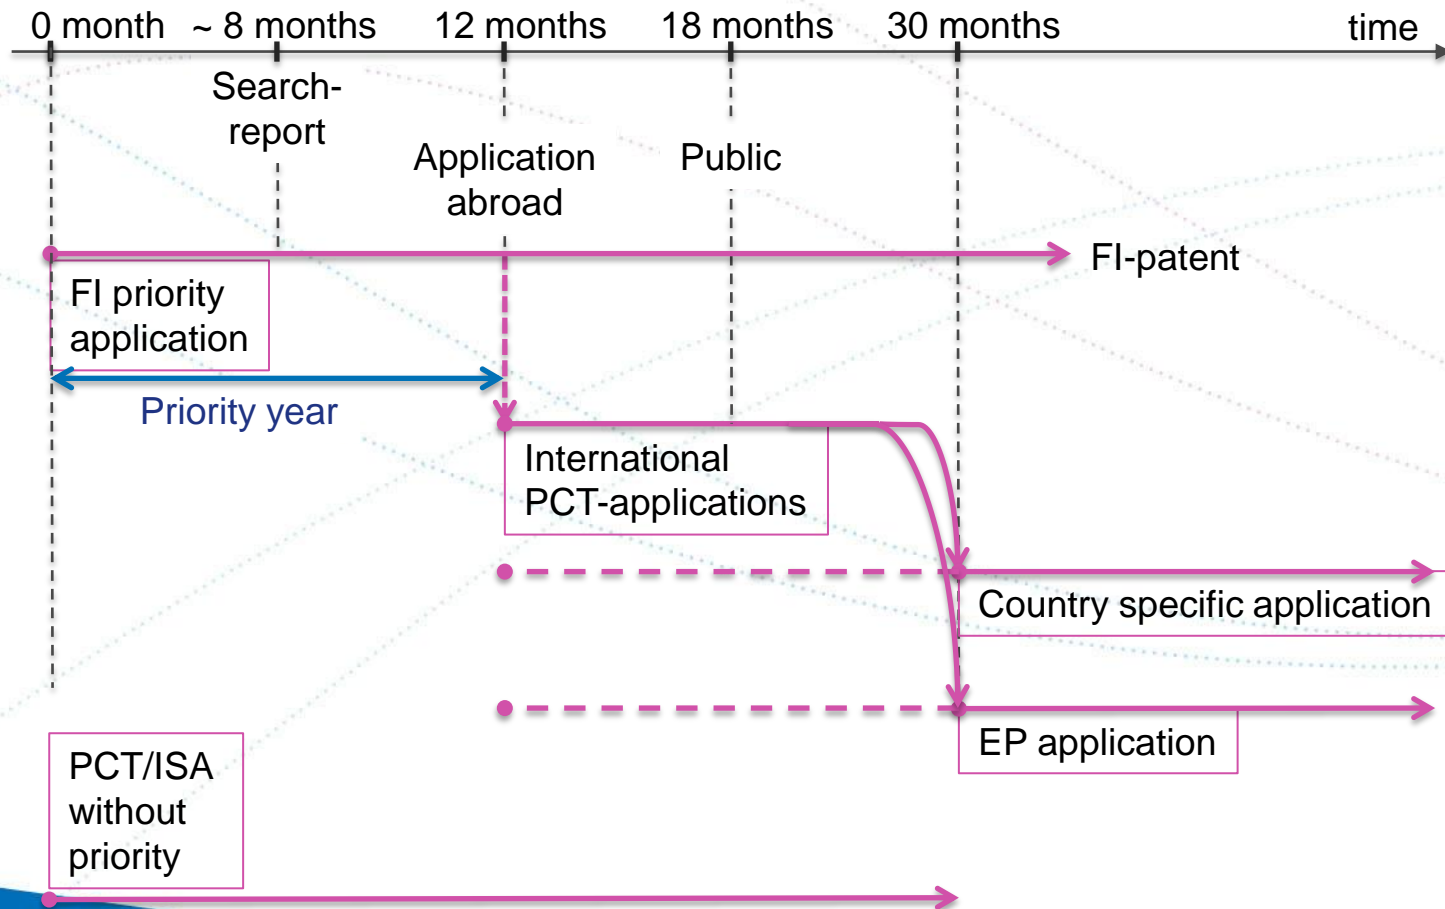 0 month
~ 8 months
12 months
18 months
30 months
time
Search-
report
Application
abroad
Public
FI-patent
FI priority
application
Priority year
International
PCT-applications
Country specific application
EP application
PCT/ISA
without
priority